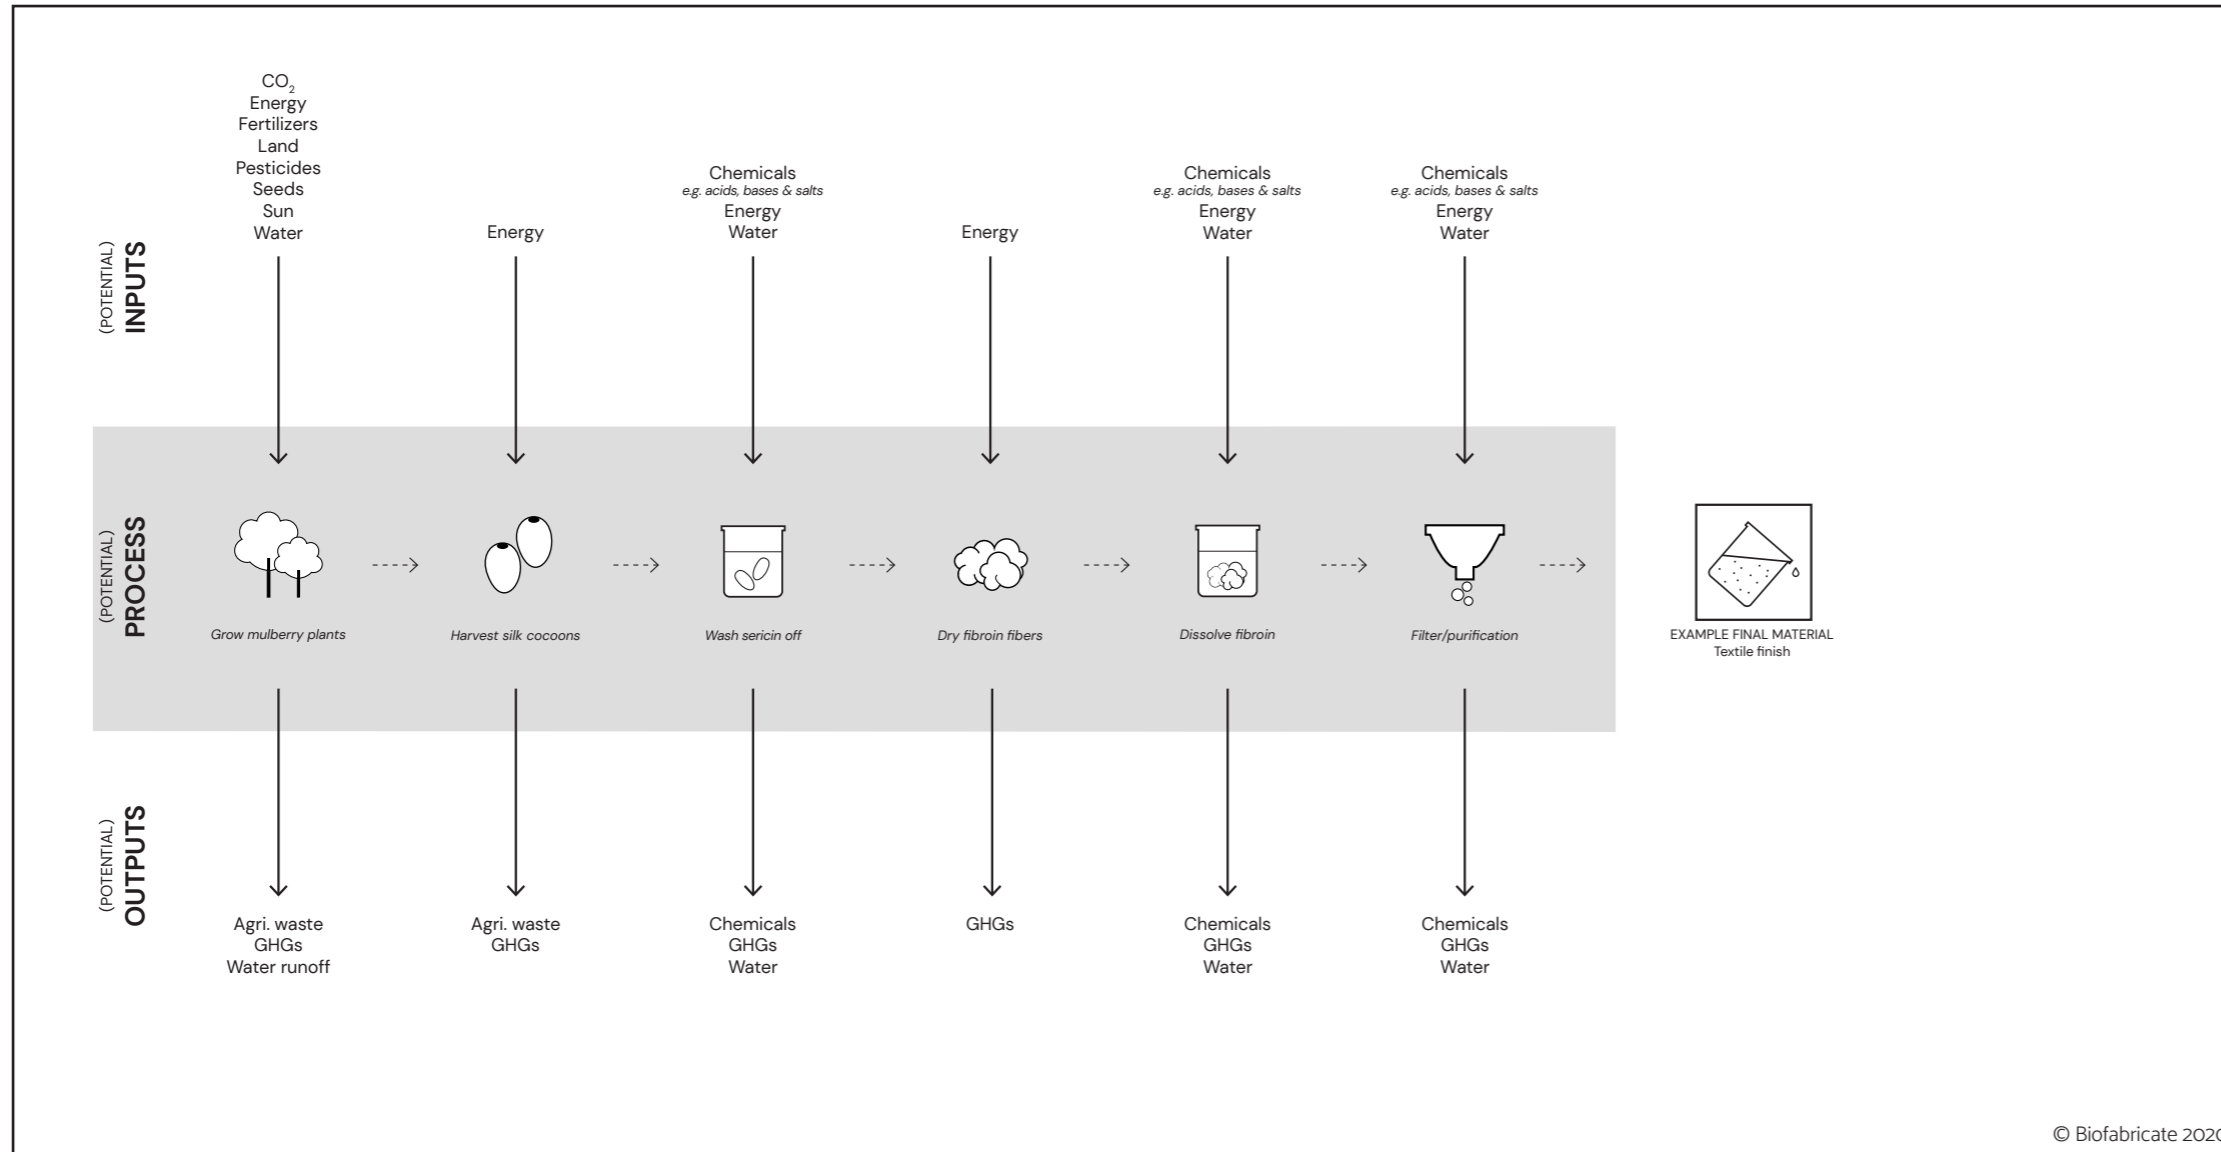 (POTENTIAL)
INPUTS
CO₂
Energy
Fertilizers
Land
Pesticides
Seeds
Sun
Water
Energy
Chemicals
e.g. acids, bases & salts
Energy
Water
Energy
Chemicals
e.g. acids, bases & salts
Energy
Water
Chemicals
e.g. acids, bases & salts
Energy
Water
(POTENTIAL)
PROCESS
Grow mulberry plants
Harvest silk cocoons
Wash sericin off
Dry fibroin fibers
Dissolve fibroin
Filter/purification
EXAMPLE FINAL MATERIAL
Textile finish
(POTENTIAL)
OUTPUTS
Agri. waste
GHGs
Water runoff
Agri. waste
GHGs
Chemicals
GHGs
Water
GHGs
Chemicals
GHGs
Water
Chemicals
GHGs
Water
© Biofabricate 2020